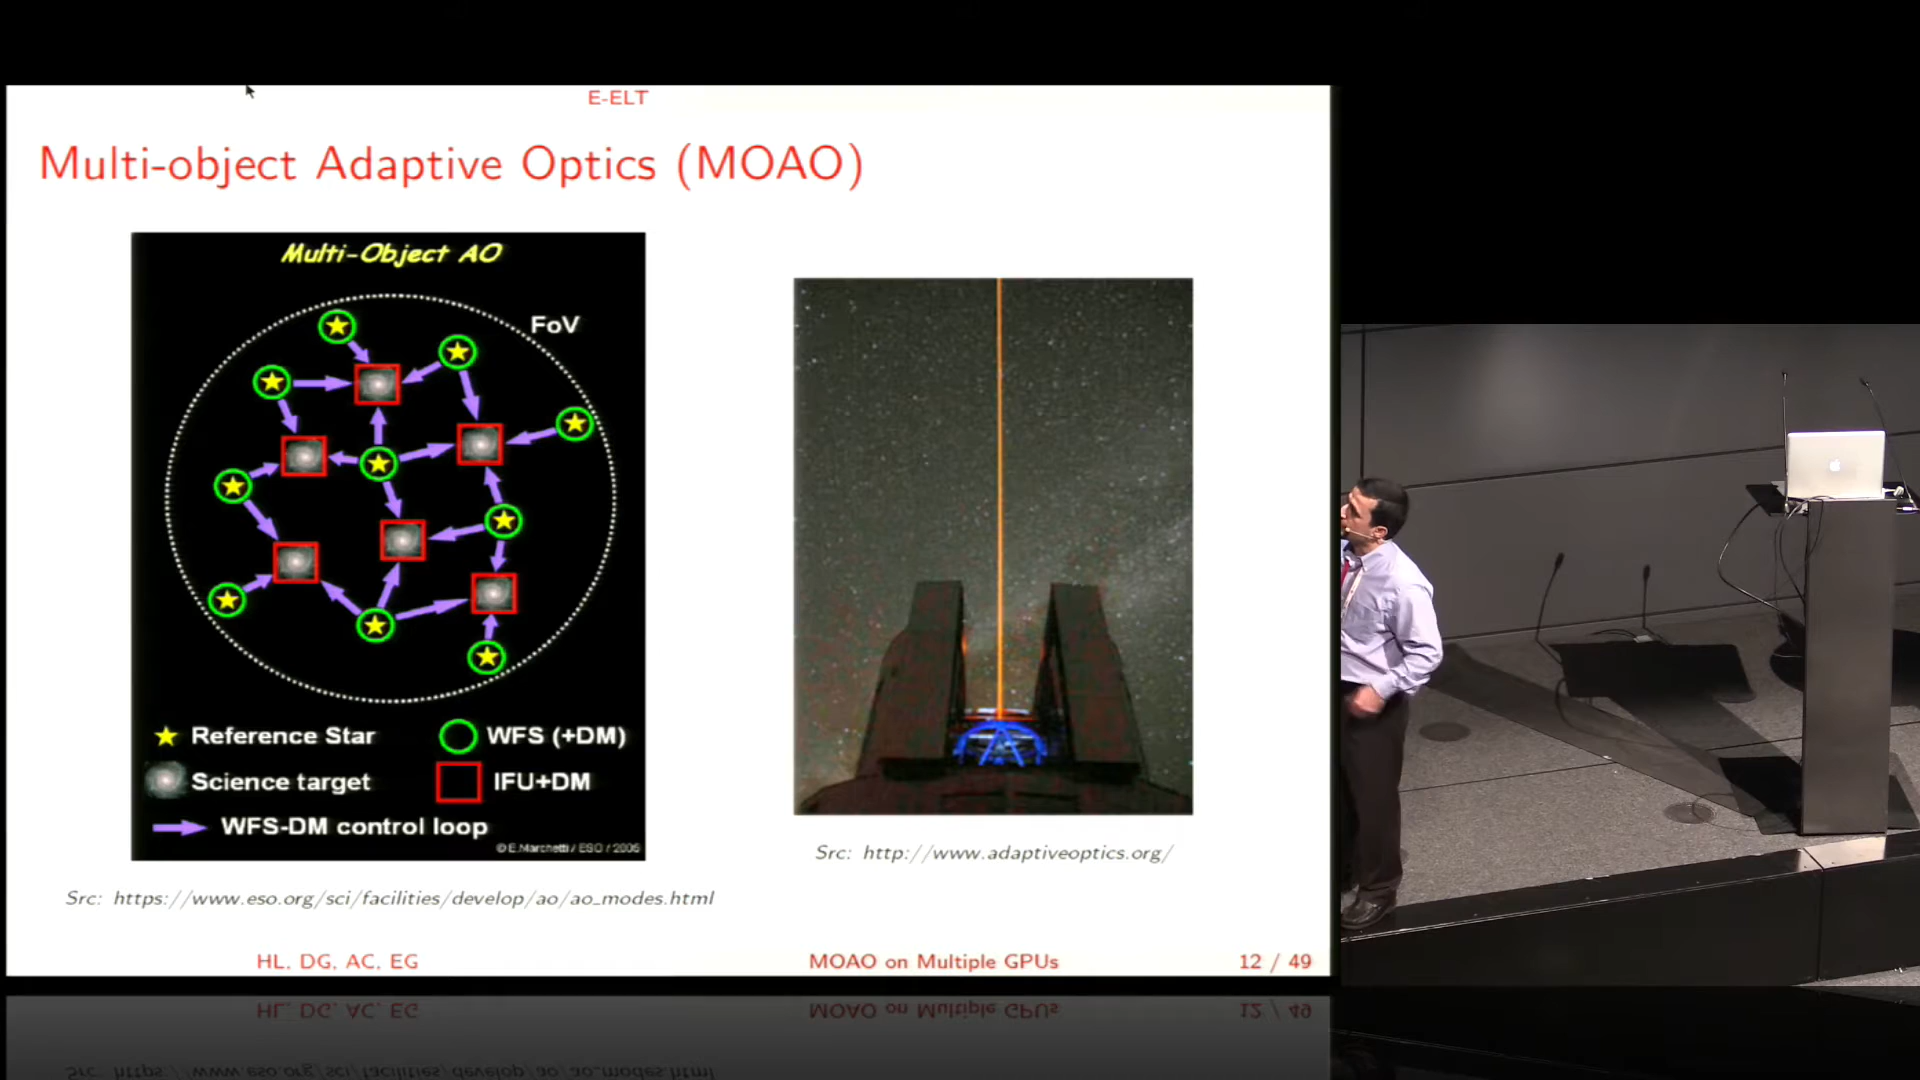 E-ELT
Multi-object Adaptive Optics (MOAO)
Multi-Object AO
FoV
Reference Star
WFS (+DM)
Science target
IFU+DM
WFS-DM control loop
© E.Marchetti / ESO / 2005
Src: http://www.adaptiveoptics.org/
Src: https://www.eso.org/sci/facilities/develop/ao/ao_modes.html
HL, DG, AC, EG
MOAO on Multiple GPUs
12 / 49